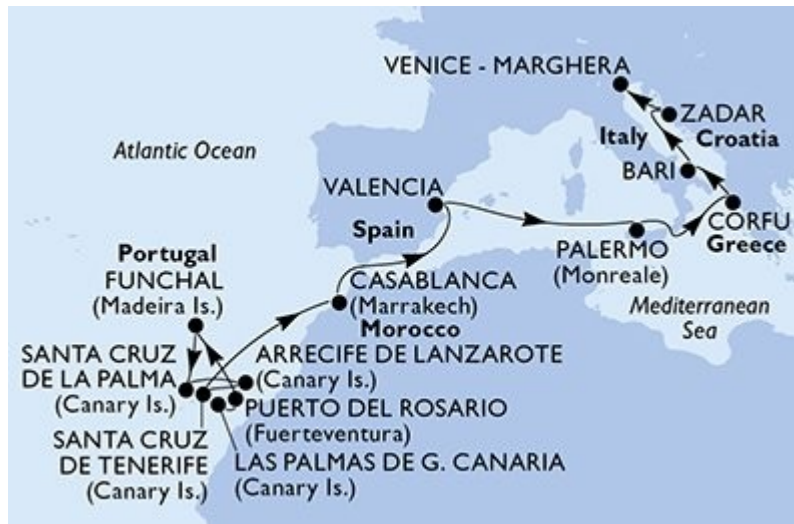 VENICE - MARGHERA
ZADAR
Italy Croatia
Atlantic Ocean
BARI
VALENCIA
CORFU
Greece
Spain
PALERMO
(Monreale)
Portugal
FUNCHAL
(Madeira Is.)
CASABLANCA
(Marrakech)
Morocco
Mediterranean
Sea
SANTA CRUZ
DE LA PALMA
(Canary Is.)
ARRECIFE DE LANZAROTE
(Canary Is.)
PUERTO DEL ROSARIO
(Fuerteventura)
SANTA CRUZ
DE TENERIFE
(Canary Is.)
LAS PALMAS DE G. CANARIA
(Canary Is.)